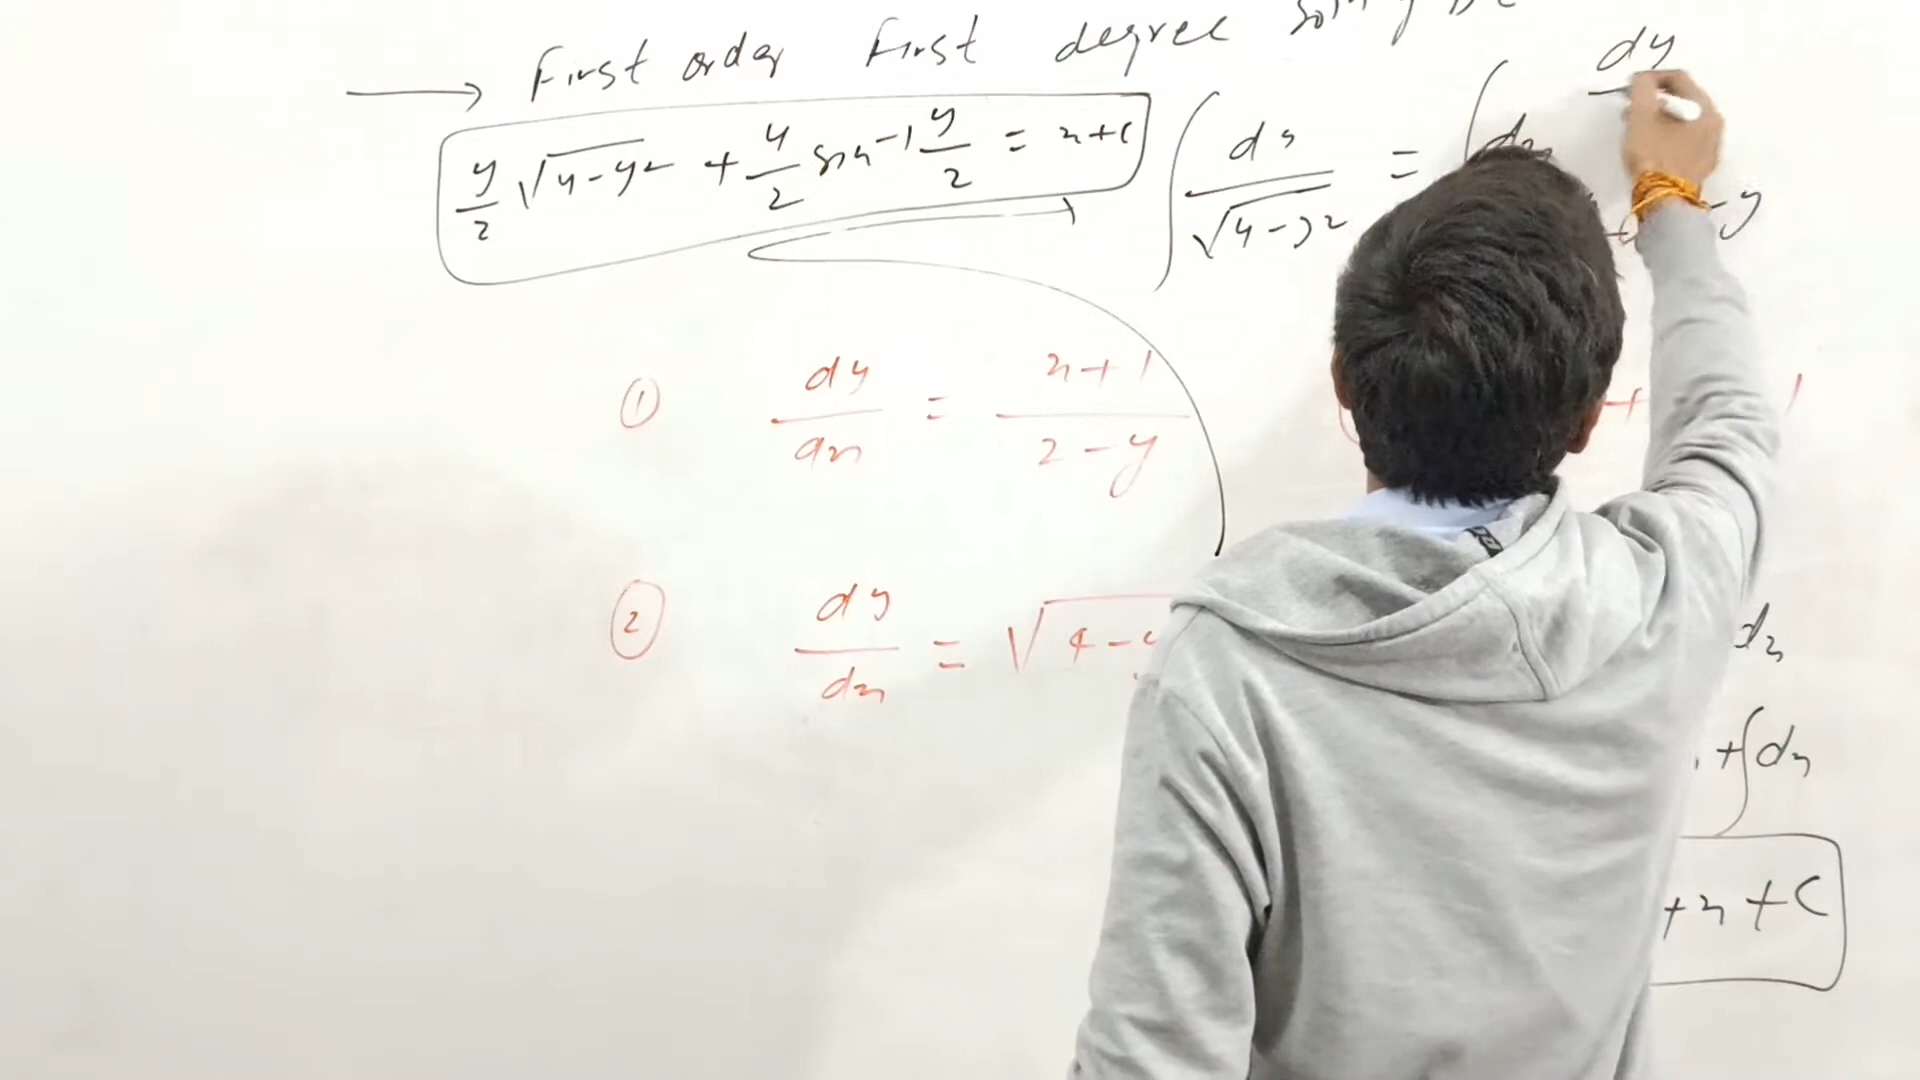 → First order First degree
y/2 √4-y2 + 4/2 sin-1 y/2 = x+c
∫ dy/√4-y2 = ∫ dx
dy
-y
① dy/dx = x+1/2-y
+ 1
② dy/dx = √4-y
dx
+∫dx
+x+c